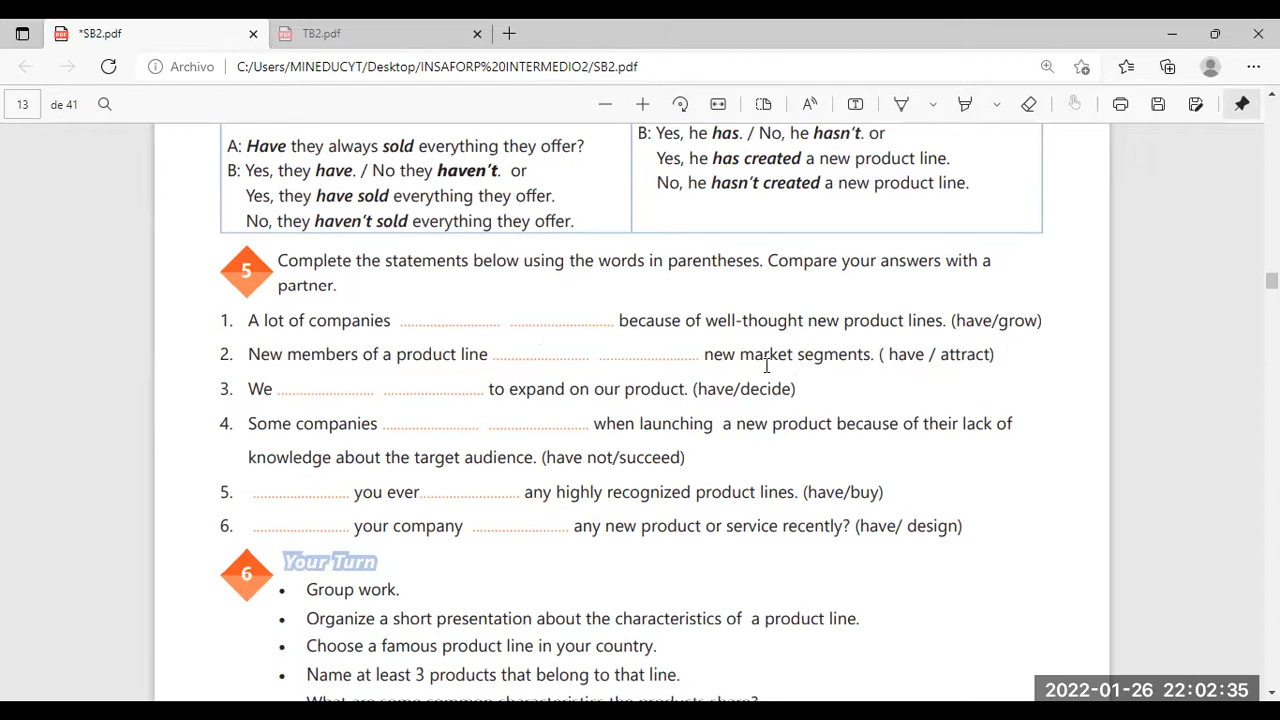 *SB2.pdf
TB2.pdf
Archivo C:/Users/MINEDUCYT/Desktop/INSAFORP%20INTERMEDIO2/SB2.pdf
13 de 41
A: Have they always sold everything they offer?
B: Yes, they have. / No they haven't. or
Yes, they have sold everything they offer.
No, they haven't sold everything they offer.
B: Yes, he has. / No, he hasn't. or
Yes, he has created a new product line.
No, he hasn't created a new product line.
5 Complete the statements below using the words in parentheses. Compare your answers with a
partner.
1. A lot of companies ......................... .......................... because of well-thought new product lines. (have/grow)
2. New members of a product line ........................ ......................... new market segments. ( have / attract)
3. We ........................ ......................... to expand on our product. (have/decide)
4. Some companies ........................ ......................... when launching a new product because of their lack of
knowledge about the target audience. (have not/succeed)
5. ........................ you ever......................... any highly recognized product lines. (have/buy)
6. ........................ your company ........................ any new product or service recently? (have/ design)
6 Your Turn
• Group work.
• Organize a short presentation about the characteristics of a product line.
• Choose a famous product line in your country.
• Name at least 3 products that belong to that line.
• What are some common characteristics the products share?
2022-01-26 22:02:35